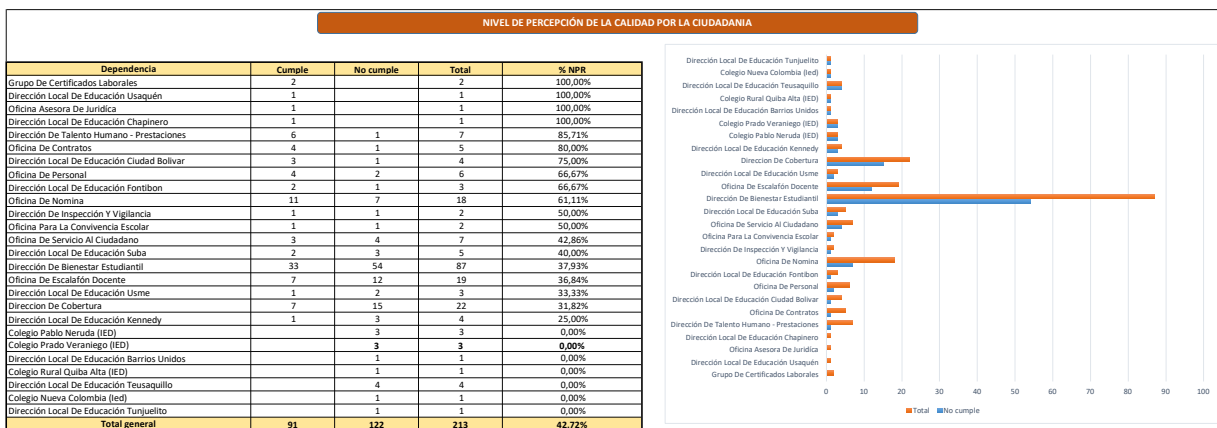 NIVEL DE PERCEPCIÓN DE LA CALIDAD POR LA CIUDADANIA
Dependencia Cumple No cumple Total % NPR
Grupo De Certificados Laborales 2 2 100,00%
Dirección Local De Educación Usaquén 1 1 100,00%
Oficina Asesora De Juridíca 1 1 100,00%
Dirección Local De Educación Chapinero 1 1 100,00%
Dirección De Talento Humano - Prestaciones 6 1 7 85,71%
Oficina De Contratos 4 1 5 80,00%
Dirección Local De Educación Ciudad Bolivar 3 1 4 75,00%
Oficina De Personal 4 2 6 66,67%
Dirección Local De Educación Fontibon 2 1 3 66,67%
Oficina De Nomina 11 7 18 61,11%
Dirección De Inspección Y Vigilancia 1 1 2 50,00%
Oficina Para La Convivencia Escolar 1 1 2 50,00%
Oficina De Servicio Al Ciudadano 3 4 7 42,86%
Dirección Local De Educación Suba 2 3 5 40,00%
Dirección De Bienestar Estudiantil 33 54 87 37,93%
Oficina De Escalafón Docente 7 12 19 36,84%
Dirección Local De Educación Usme 1 2 3 33,33%
Direccion De Cobertura 7 15 22 31,82%
Dirección Local De Educación Kennedy 1 3 4 25,00%
Colegio Pablo Neruda (IED) 3 3 0,00%
Colegio Prado Veraniego (IED) 3 3 0,00%
Dirección Local De Educación Barrios Unidos 1 1 0,00%
Colegio Rural Quiba Alta (IED) 1 1 0,00%
Dirección Local De Educación Teusaquillo 4 4 0,00%
Colegio Nueva Colombia (Ied) 1 1 0,00%
Dirección Local De Educación Tunjuelito 1 1 0,00%
Total general 91 122 213 42,72%
Dirección Local De Educación Tunjuelito
Colegio Nueva Colombia (Ied)
Dirección Local De Educación Teusaquillo
Colegio Rural Quiba Alta (IED)
Dirección Local De Educación Barrios Unidos
Colegio Prado Veraniego (IED)
Colegio Pablo Neruda (IED)
Dirección Local De Educación Kennedy
Direccion De Cobertura
Dirección Local De Educación Usme
Oficina De Escalafón Docente
Dirección De Bienestar Estudiantil
Dirección Local De Educación Suba
Oficina De Servicio Al Ciudadano
Oficina Para La Convivencia Escolar
Dirección De Inspección Y Vigilancia
Oficina De Nomina
Dirección Local De Educación Fontibon
Oficina De Personal
Dirección Local De Educación Ciudad Bolivar
Oficina De Contratos
Dirección De Talento Humano - Prestaciones
Dirección Local De Educación Chapinero
Oficina Asesora De Juridíca
Dirección Local De Educación Usaquén
Grupo De Certificados Laborales
0 10 20 30 40 50 60 70 80 90 100
Total No cumple